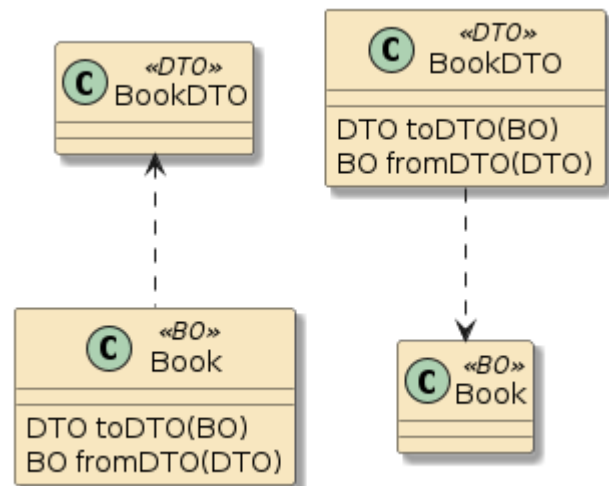 C
«DTO»
BookDTO
C
«BO»
Book
DTO toDTO(BO)
BO fromDTO(DTO)
C
«DTO»
BookDTO
DTO toDTO(BO)
BO fromDTO(DTO)
C
«BO»
Book